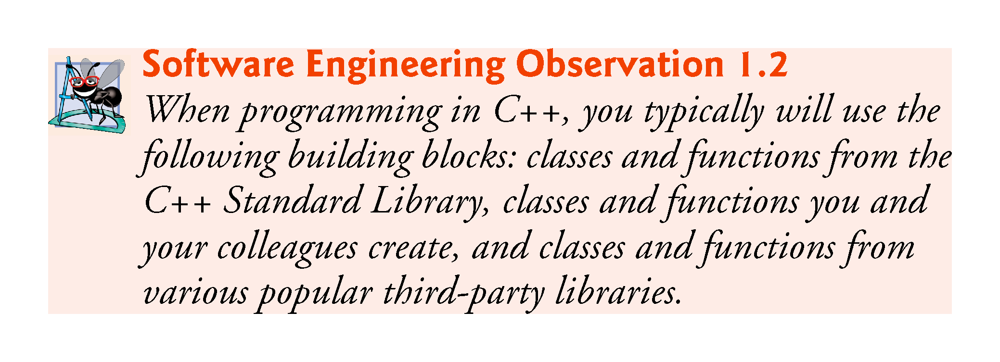 Software Engineering Observation 1.2
When programming in C++, you typically will use the
following building blocks: classes and functions from the
C++ Standard Library, classes and functions you and
your colleagues create, and classes and functions from
various popular third-party libraries.